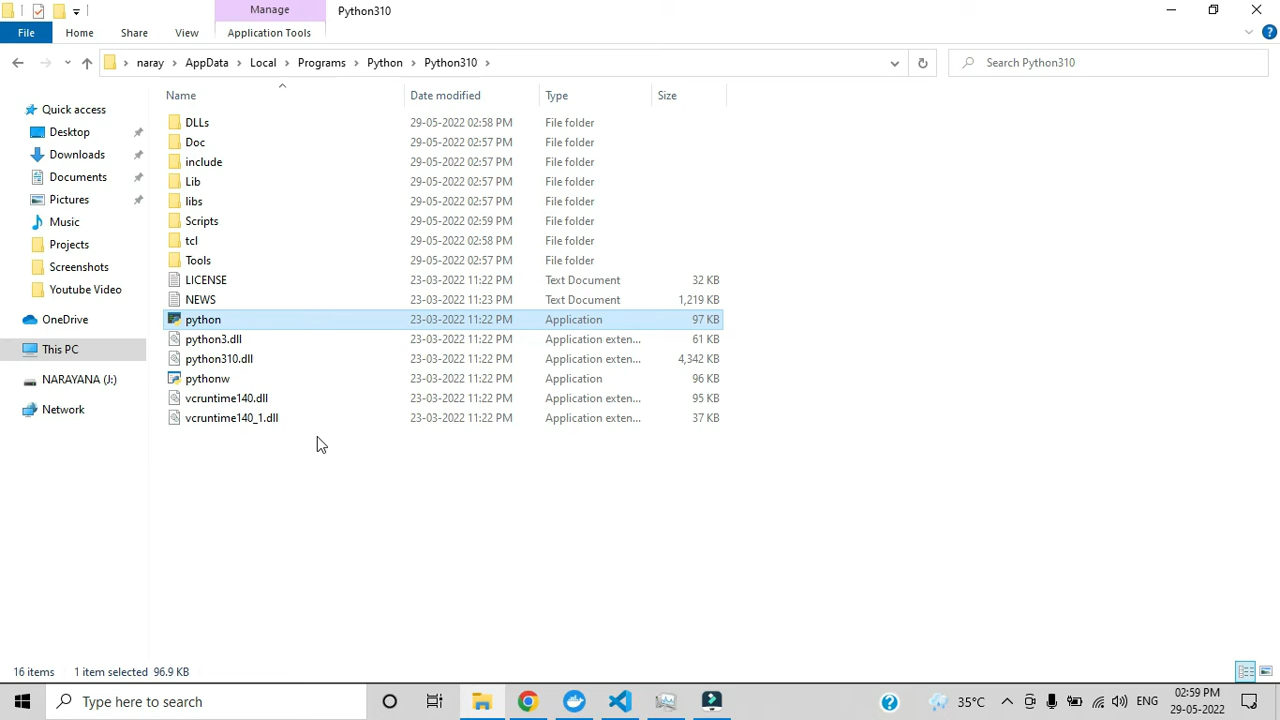 Manage
Python310
File
Home
Share
View
Application Tools
naray
AppData
Local
Programs
Python
Python310
Search Python310
Name
Date modified
Type
Size
Quick access
Desktop
Downloads
Documents
Pictures
Music
Projects
Screenshots
Youtube Video
OneDrive
This PC
NARAYANA (J:)
Network
DLLs 29-05-2022 02:58 PM File folder
Doc 29-05-2022 02:57 PM File folder
include 29-05-2022 02:57 PM File folder
Lib 29-05-2022 02:57 PM File folder
libs 29-05-2022 02:57 PM File folder
Scripts 29-05-2022 02:59 PM File folder
tcl 29-05-2022 02:58 PM File folder
Tools 29-05-2022 02:57 PM File folder
LICENSE 23-03-2022 11:22 PM Text Document 32 KB
NEWS 23-03-2022 11:23 PM Text Document 1,219 KB
python 23-03-2022 11:22 PM Application 97 KB
python3.dll 23-03-2022 11:22 PM Application exten... 61 KB
python310.dll 23-03-2022 11:22 PM Application exten... 4,342 KB
pythonw 23-03-2022 11:22 PM Application 96 KB
vcruntime140.dll 23-03-2022 11:22 PM Application exten... 95 KB
vcruntime140_1.dll 23-03-2022 11:22 PM Application exten... 37 KB
16 items 1 item selected 96.9 KB
Type here to search
35°C
ENG
02:59 PM
29-05-2022